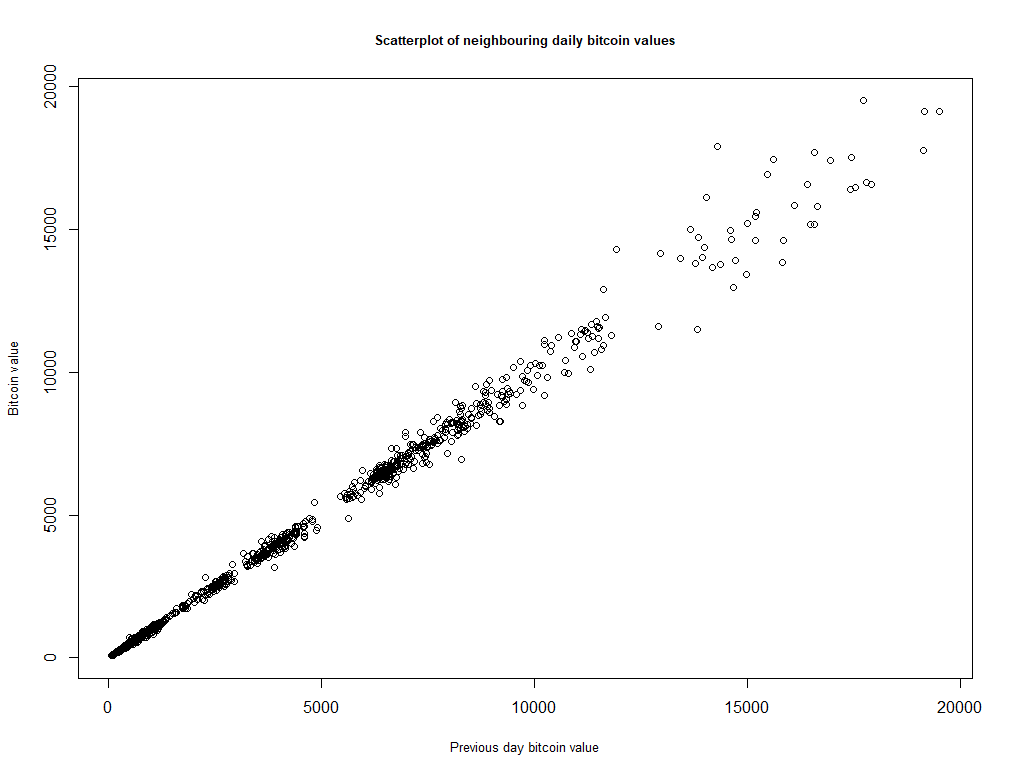 Scatterplot of neighbouring daily bitcoin values
20000
15000
10000
5000
0
Bitcoin value
0 5000 10000 15000 20000
Previous day bitcoin value